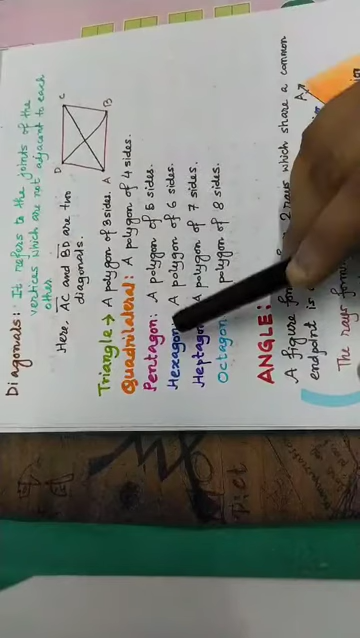 Diagonals: It refers to the joints of the
vertices which are not adjacent to each
other
Here, AC and BD are two
diagonals.
D
C
A
B
Triangle → A polygon of 3 sides
Quadrilateral: A polygon of 4 sides.
Pentagon: A polygon of 5 sides.
Hexagon: A polygon of 6 sides.
Heptagon A polygon of 7 sides.
Octagon polygon of 8 sides.
ANGLE:
A figure 2 rays which share a common
endpoint is
The rays
A
Pict